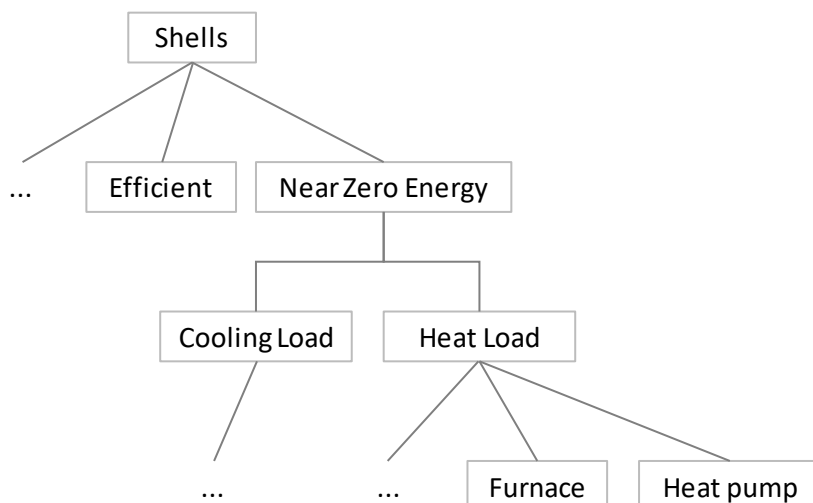 Shells
...
Efficient
Near Zero Energy
Cooling Load
Heat Load
...
...
Furnace
Heat pump